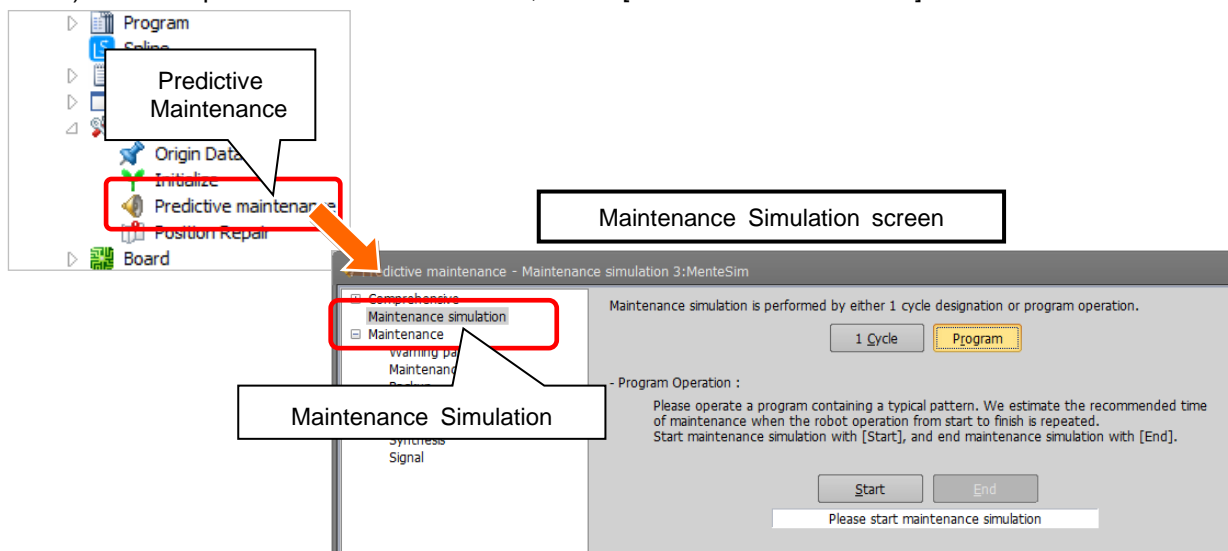 Program
Predictive
Maintenance
Origin Data
Initialize
Predictive maintenance
Position Repair
Board
Maintenance Simulation screen
Predictive maintenance - Maintenance simulation 3:MenteSim
Comprehensive
Maintenance simulation
Maintenance
Warning pa
Maintenanc
Maintenance Simulation
Synthesis
Signal
Maintenance simulation is performed by either 1 cycle designation or program operation.
1 Cycle Program
- Program Operation :
Please operate a program containing a typical pattern. We estimate the recommended time
of maintenance when the robot operation from start to finish is repeated.
Start maintenance simulation with [Start], and end maintenance simulation with [End].
Start End
Please start maintenance simulation